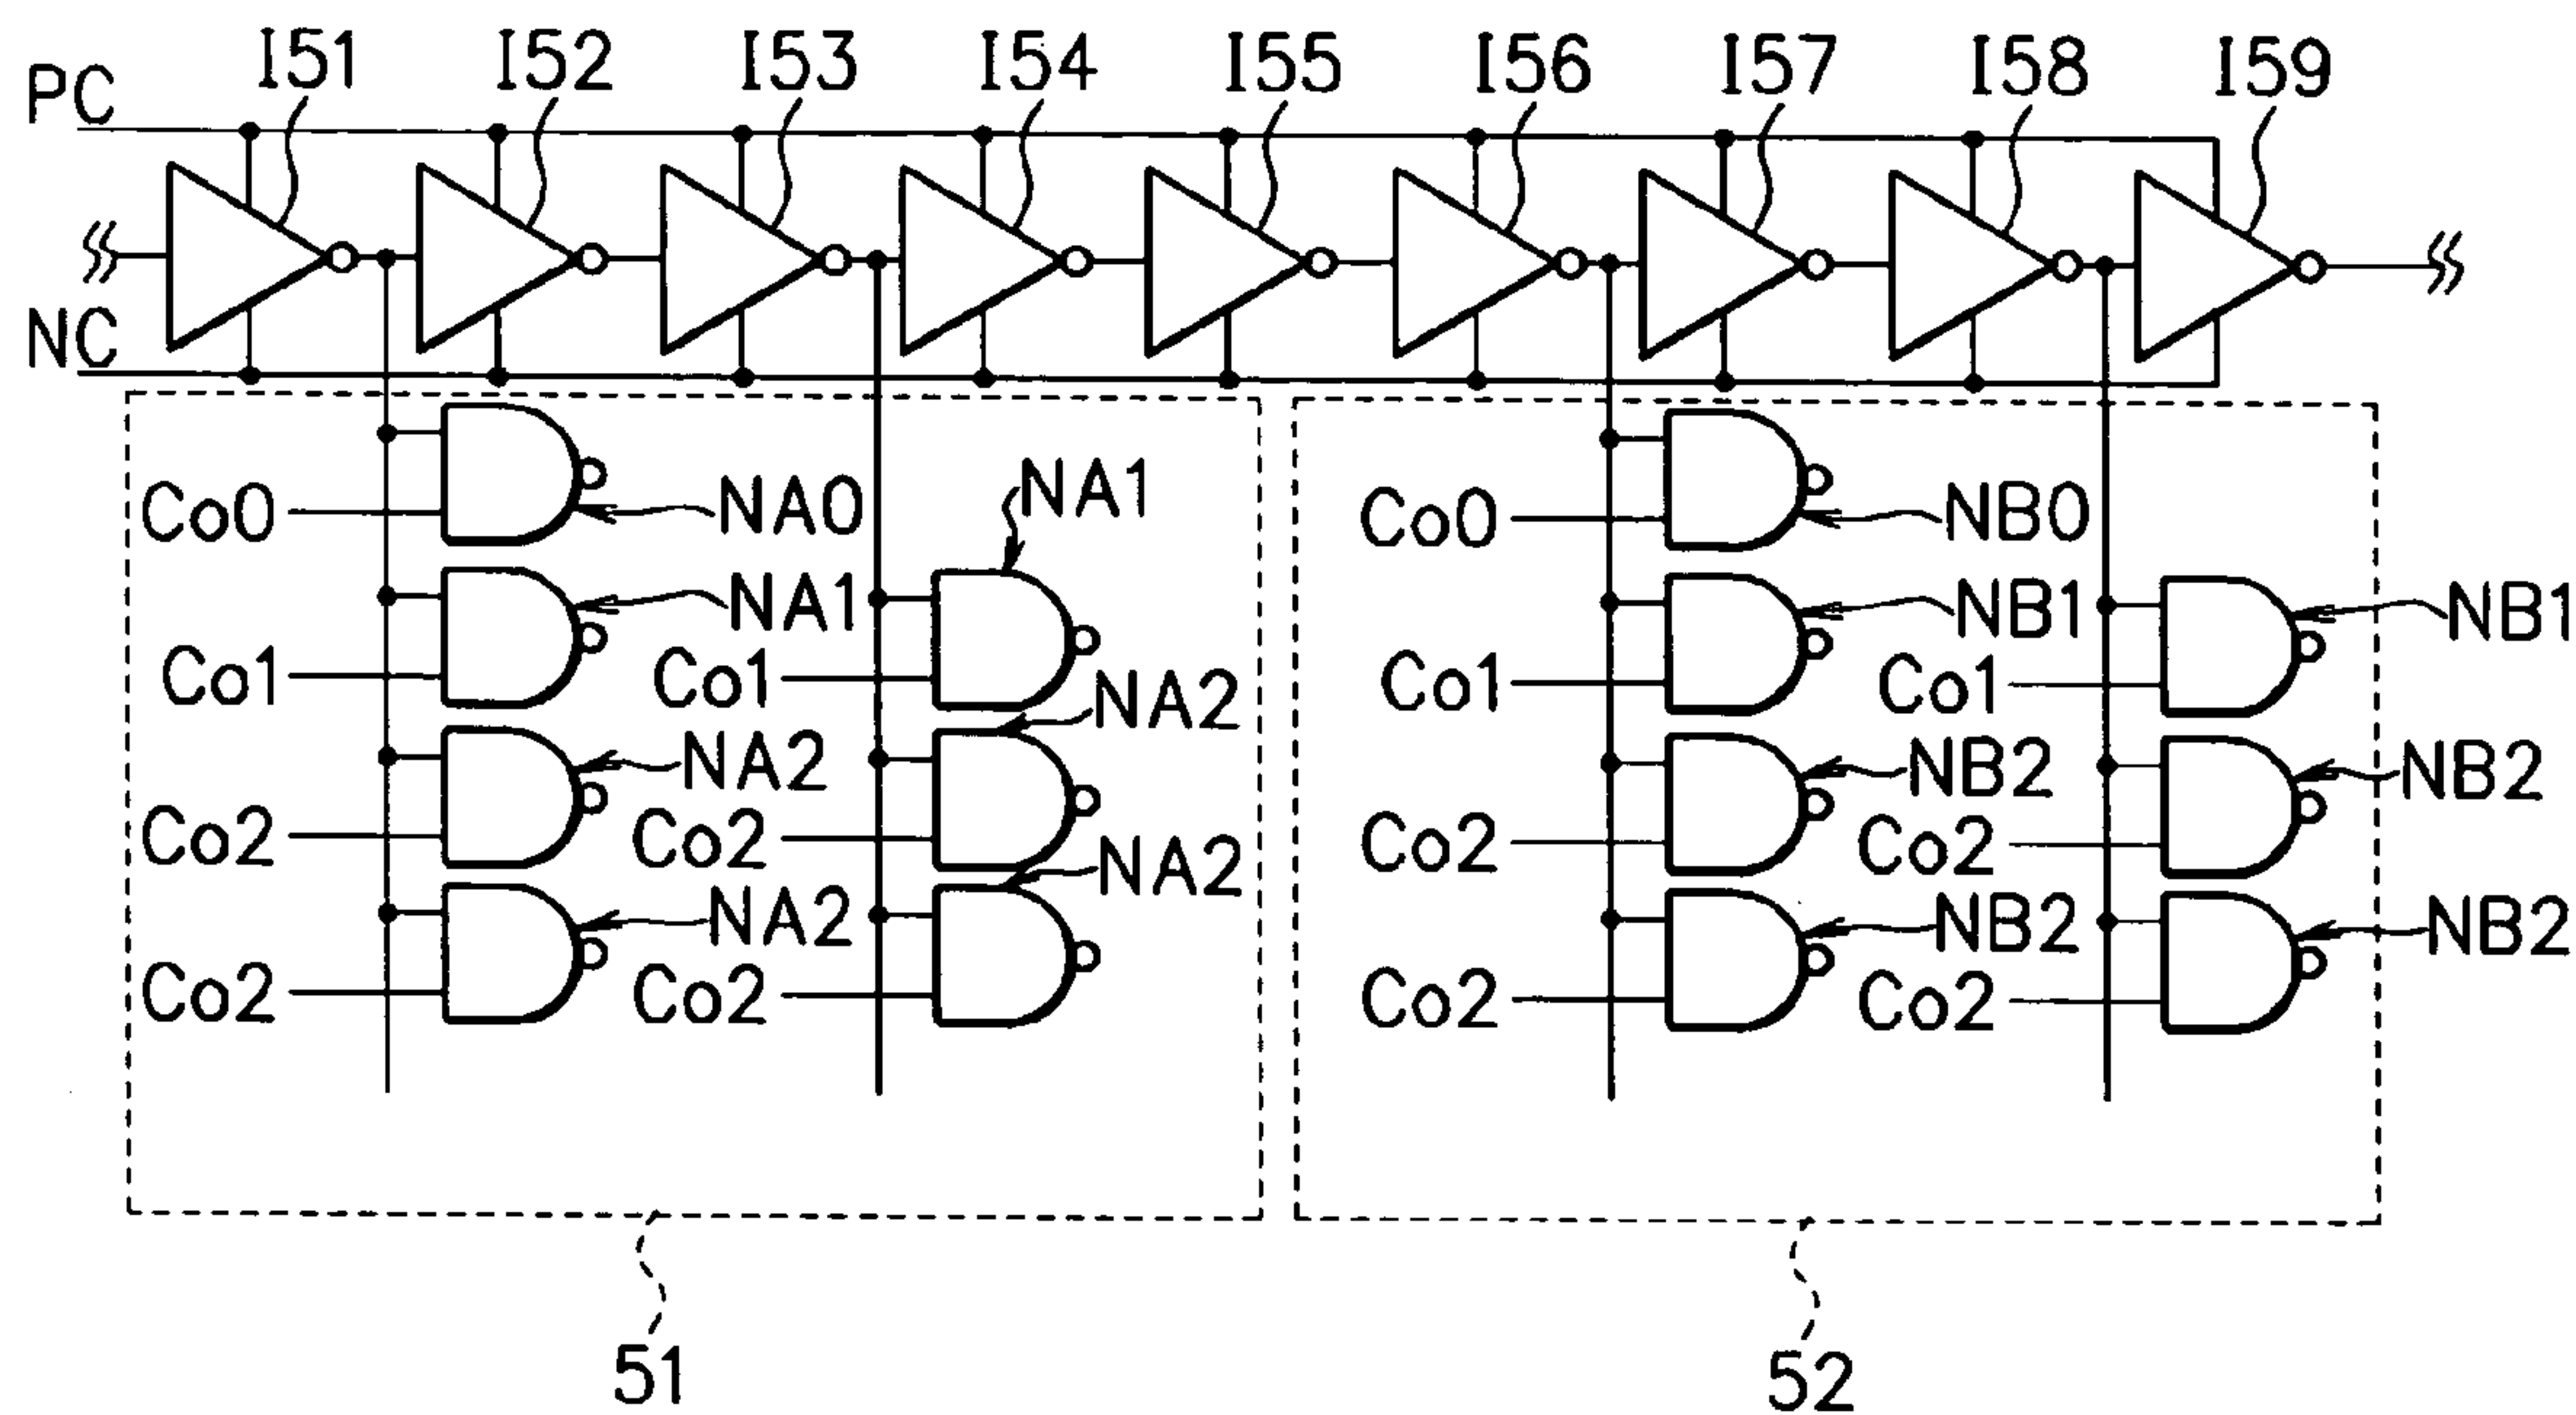 I51 I52 I53 I54 I55 I56 I57 I58 I59
PC
NC
Co0 NA0 NA1 Co0 NB0
NA1 NB1 NB1
Co1 Co1 NA2 Co1 Co1
NA2 NB2 NB2
Co2 Co2 NA2 Co2 Co2
NA2 NB2 NB2
Co2 Co2 Co2 Co2
51 52